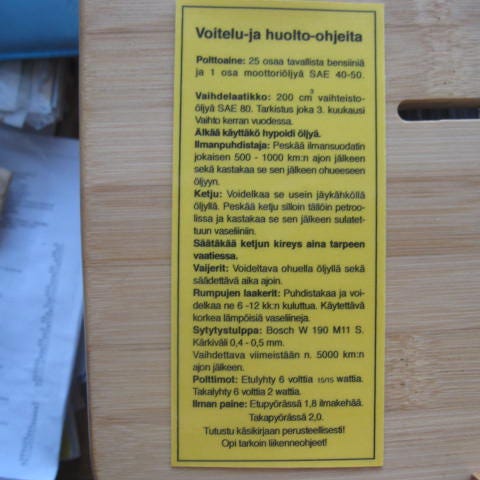 Voitelu-ja huolto-ohjeita
Polttoaine: 25 osaa tavallista bensiiniä
ja 1 osa moottoriöljyä SAE 40-50.
Vaihdelaatikko: 200 cm³ vaihteisto-
öljyä SAE 80. Tarkistus joka 3. kuukausi
Vaihto kerran vuodessa.
Älkää käyttäkö hypoidi öljyä.
Ilmanpuhdistaja: Peskää ilmansuodatin
jokaisen 500 - 1000 km:n ajon jälkeen
sekä kastakaa se sen jälkeen ohueeseen
öljyyn.
Ketju: Voidelkaa se usein jäykähköllä
öljyllä. Peskää ketju silloin tällöin petroo-
lissa ja kastakaa se sen jälkeen sulatet-
tuun vaseliiniin.
Säätäkää ketjun kireys aina tarpeen
vaatiessa.
Vaijerit: Voideltava ohuella öljyllä sekä
säädettävä aika ajoin.
Rumpujen laakerit: Puhdistakaa ja voi-
delkaa ne 6 -12 kk:n kuluttua. Käytettävä
korkea lämpöisiä vaseliineja.
Sytytystulppa: Bosch W 190 M11 S.
Kärkiväli 0,4 - 0,5 mm.
Vaihdettava viimeistään n. 5000 km:n
ajon jälkeen.
Polttimot: Etulyhty 6 volttia 15/15 wattia.
Takalyhty 6 volttia 2 wattia.
Ilman paine: Etupyörässä 1,8 ilmakehää.
Takapyörässä 2,0.
Tutustu käsikirjaan perusteellisesti!
Opi tarkoin liikenneohjeet!